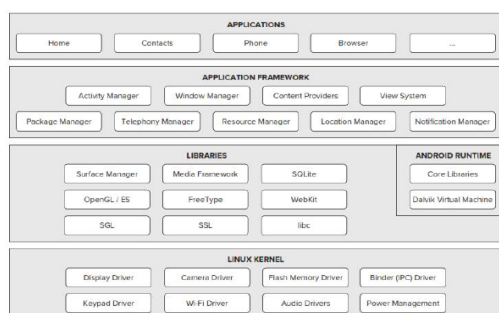 APPLICATIONS
Home Contacts Phone Browser ...
APPLICATION FRAMEWORK
Activity Manager Window Manager Content Providers View System
Package Manager Telephony Manager Resource Manager Location Manager Notification Manager
LIBRARIES
Surface Manager Media Framework SQLite
OpenGL / ES FreeType WebKit
SGL SSL libc
ANDROID RUNTIME
Core Libraries
Dalvik Virtual Machine
LINUX KERNEL
Display Driver Camera Driver Flash Memory Driver Binder (IPC) Driver
Keypad Driver Wi-Fi Driver Audio Drivers Power Management